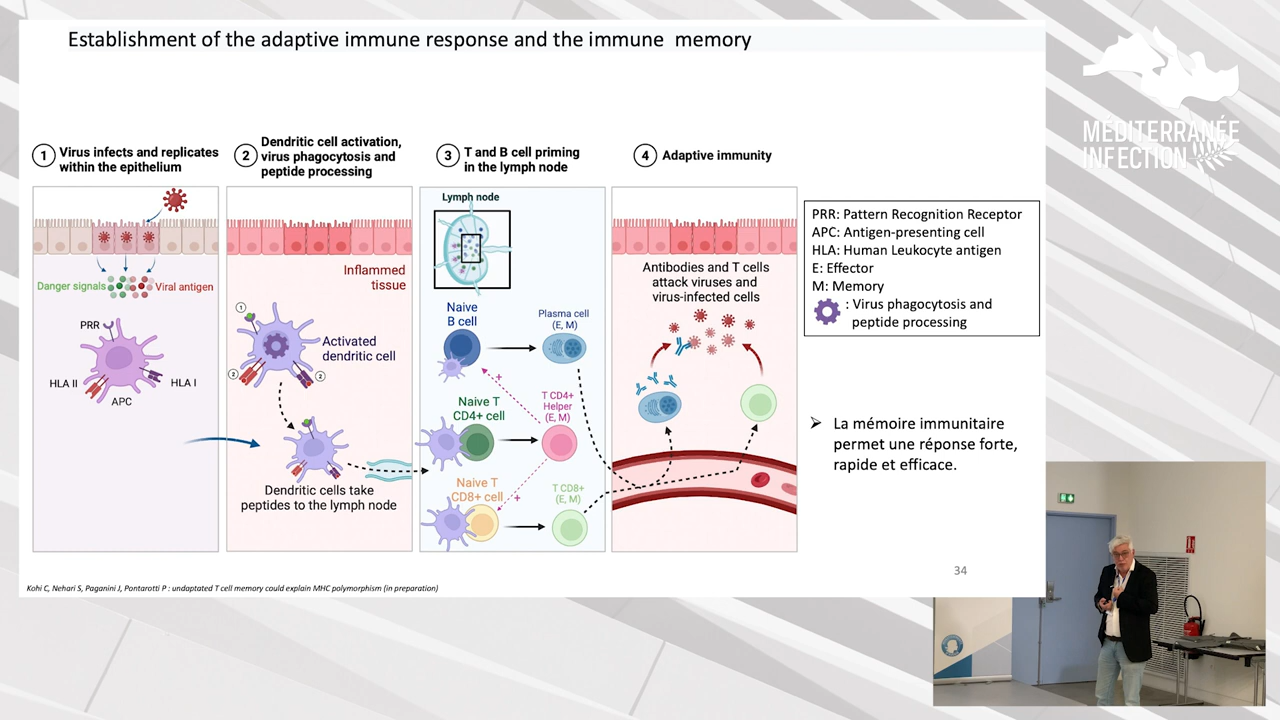 Establishment of the adaptive immune response and the immune memory
MÉDITERRANÉE
INFECTION
1
Virus infects and replicates
within the epithelium
2
Dendritic cell activation,
virus phagocytosis and
peptide processing
3
T and B cell priming
in the lymph node
4
Adaptive immunity
Danger signals
Viral antigen
PRR
HLA II
HLA I
APC
Inflammed
tissue
1
Activated
dendritic cell
2
2
Dendritic cells take
peptides to the lymph node
Lymph node
Naive
B cell
Plasma cell
(E, M)
+
Naive T
CD4+ cell
T CD4+
Helper
(E, M)
Naive T
CD8+ cell
+
T CD8+
(E, M)
Antibodies and T cells
attack viruses and
virus-infected cells
PRR: Pattern Recognition Receptor
APC: Antigen-presenting cell
HLA: Human Leukocyte antigen
E: Effector
M: Memory
: Virus phagocytosis and
peptide processing
➢ La mémoire immunitaire
permet une réponse forte,
rapide et efficace.
34
Kohi C, Nehari S, Paganini J, Pontarotti P : undaptated T cell memory could explain MHC polymorphism (in preparation)